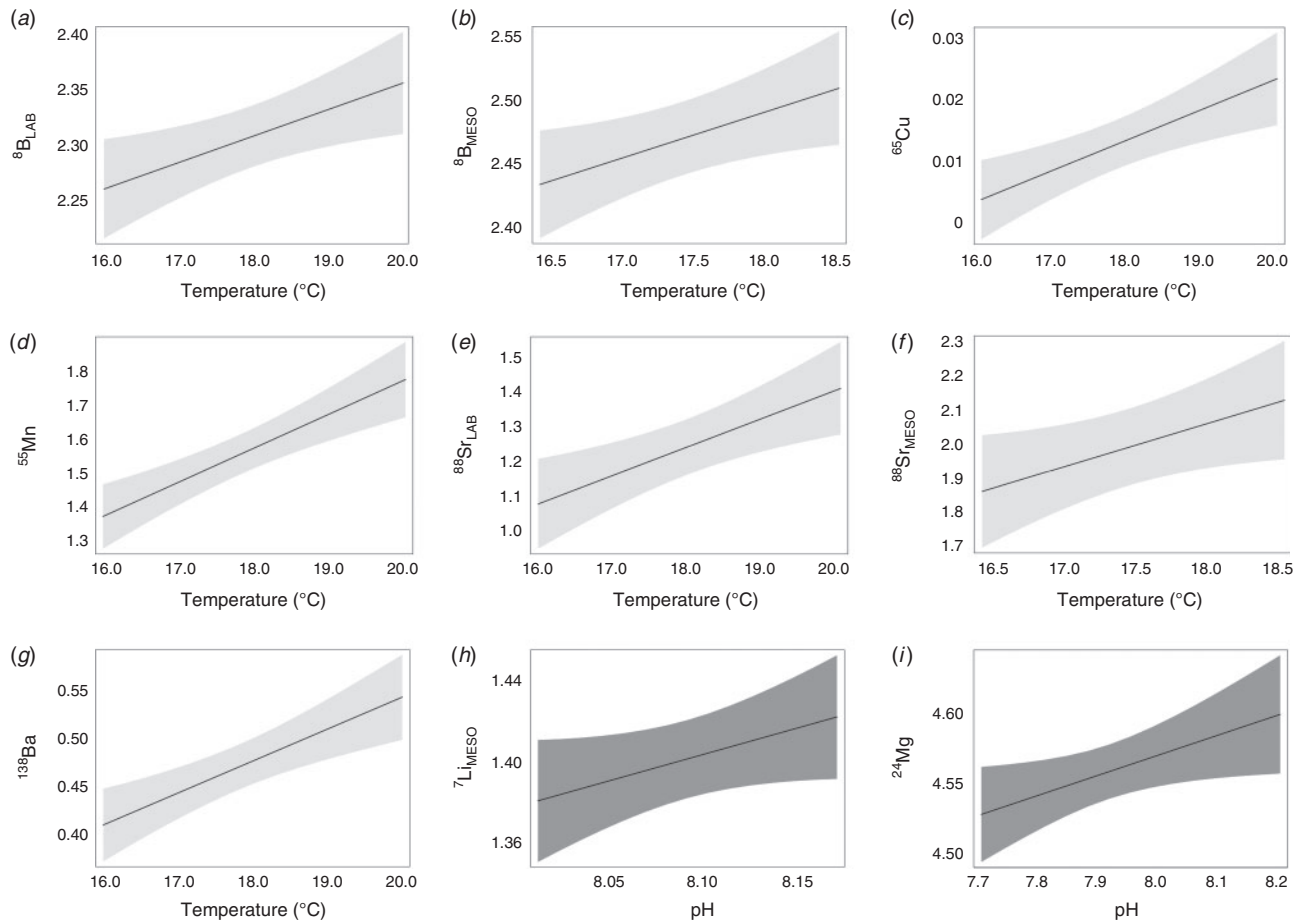 (a)
2.40
2.35
2.30
2.25
⁸B_LAB
16.0 17.0 18.0 19.0 20.0
Temperature (°C)
(b)
2.55
2.50
2.45
2.40
⁸B_MESO
16.5 17.0 17.5 18.0 18.5
Temperature (°C)
(c)
0.03
0.02
0.01
0
⁶⁵Cu
16.0 17.0 18.0 19.0 20.0
Temperature (°C)
(d)
1.8
1.7
1.6
1.5
1.4
1.3
⁵⁵Mn
16.0 17.0 18.0 19.0 20.0
Temperature (°C)
(e)
1.5
1.4
1.3
1.2
1.1
1.0
⁸⁸Sr_LAB
16.0 17.0 18.0 19.0 20.0
Temperature (°C)
(f)
2.3
2.2
2.1
2.0
1.9
1.8
1.7
⁸⁸Sr_MESO
16.5 17.0 17.5 18.0 18.5
Temperature (°C)
(g)
0.55
0.50
0.45
0.40
¹³⁸Ba
16.0 17.0 18.0 19.0 20.0
Temperature (°C)
(h)
1.44
1.40
1.36
⁷Li_MESO
8.05 8.10 8.15
pH
(i)
4.60
4.55
4.50
²⁴Mg
7.7 7.8 7.9 8.0 8.1 8.2
pH